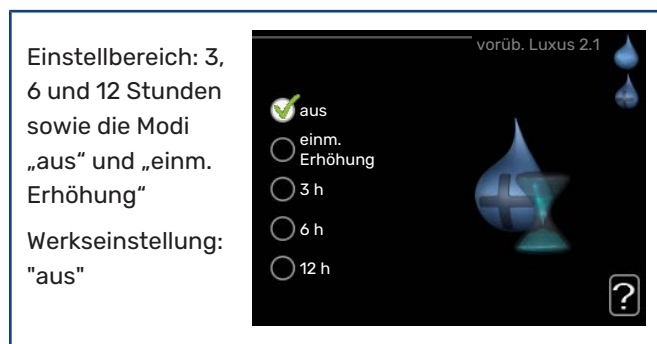 Einstellbereich: 3,
6 und 12 Stunden
sowie die Modi
„aus“ und „einm.
Erhöhung“
Werkseinstellung:
"aus"
vorüb. Luxus 2.1
aus
einm.
Erhöhung
3 h
6 h
12 h
?